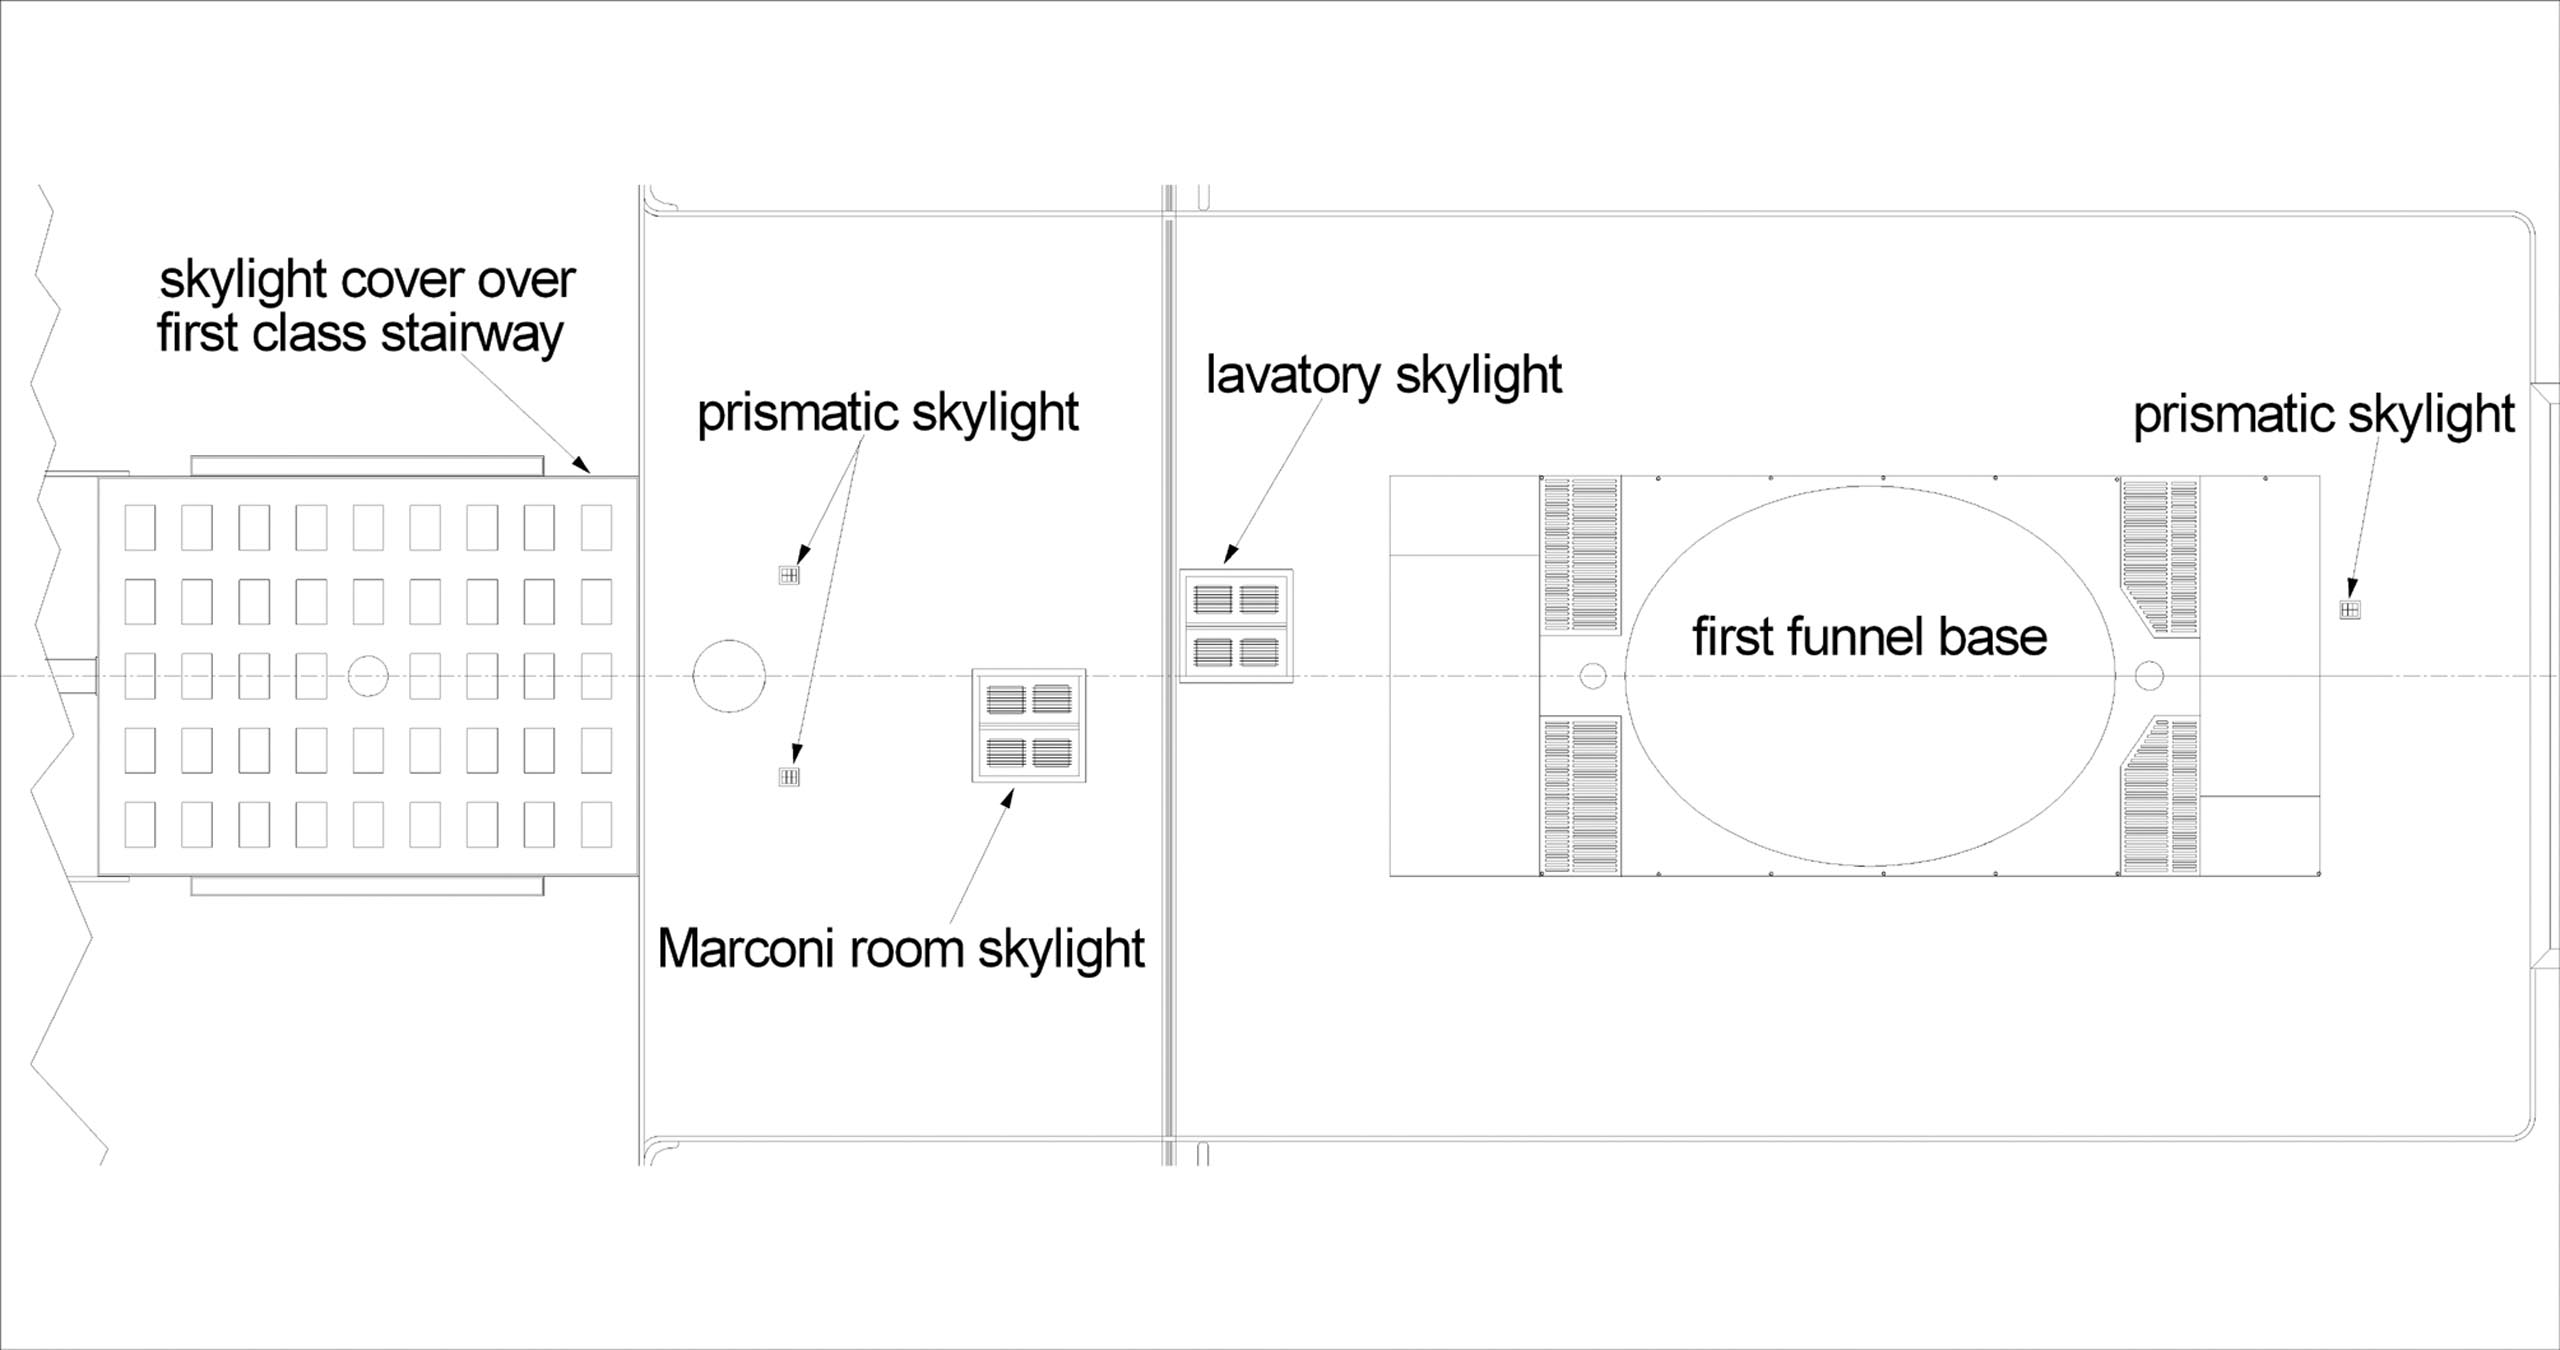 skylight cover over
first class stairway
prismatic skylight
lavatory skylight
prismatic skylight
first funnel base
Marconi room skylight